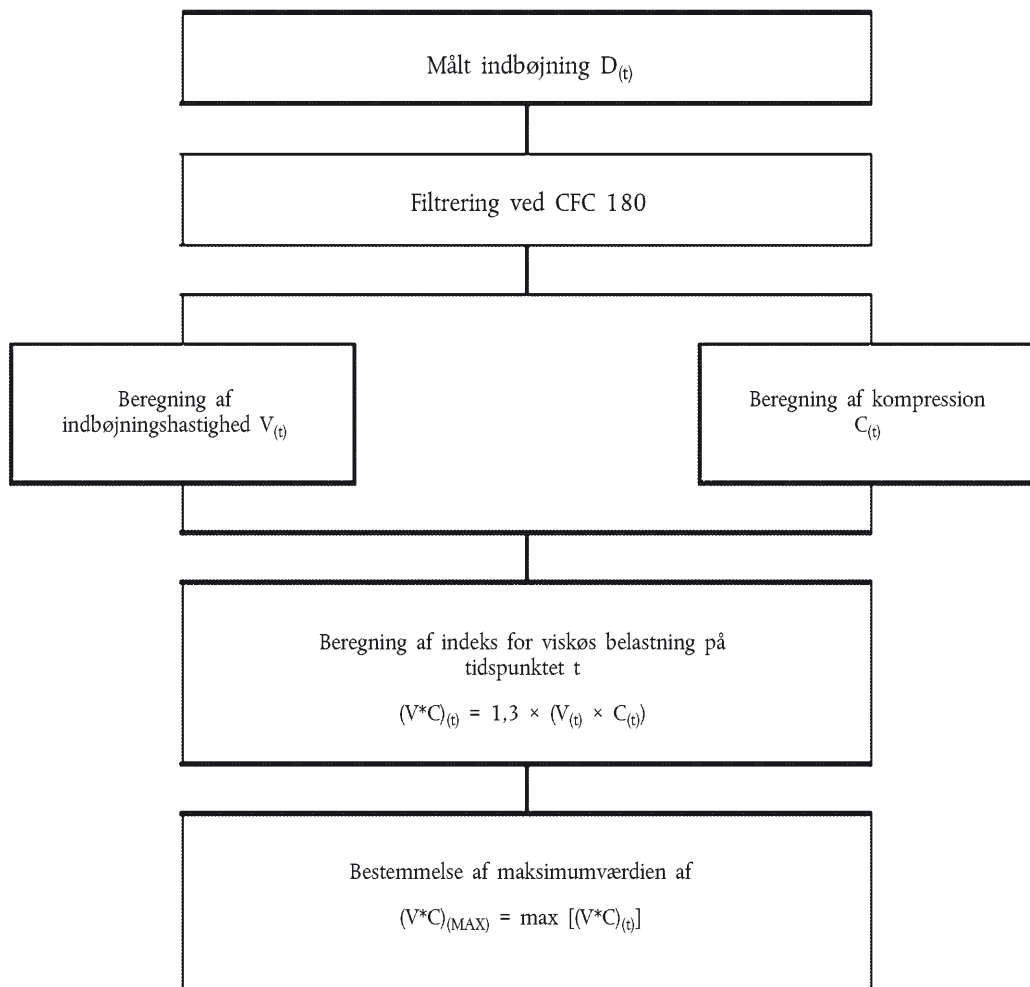 Målt indbøjning D(t)
Filtrering ved CFC 180
Beregning af
indbøjningshastighed V(t)
Beregning af kompression
C(t)
Beregning af indeks for viskøs belastning på
tidspunktet t
(V*C)(t) = 1,3 × (V(t) × C(t))
Bestemmelse af maksimumværdien af
(V*C)(MAX) = max [(V*C)(t)]